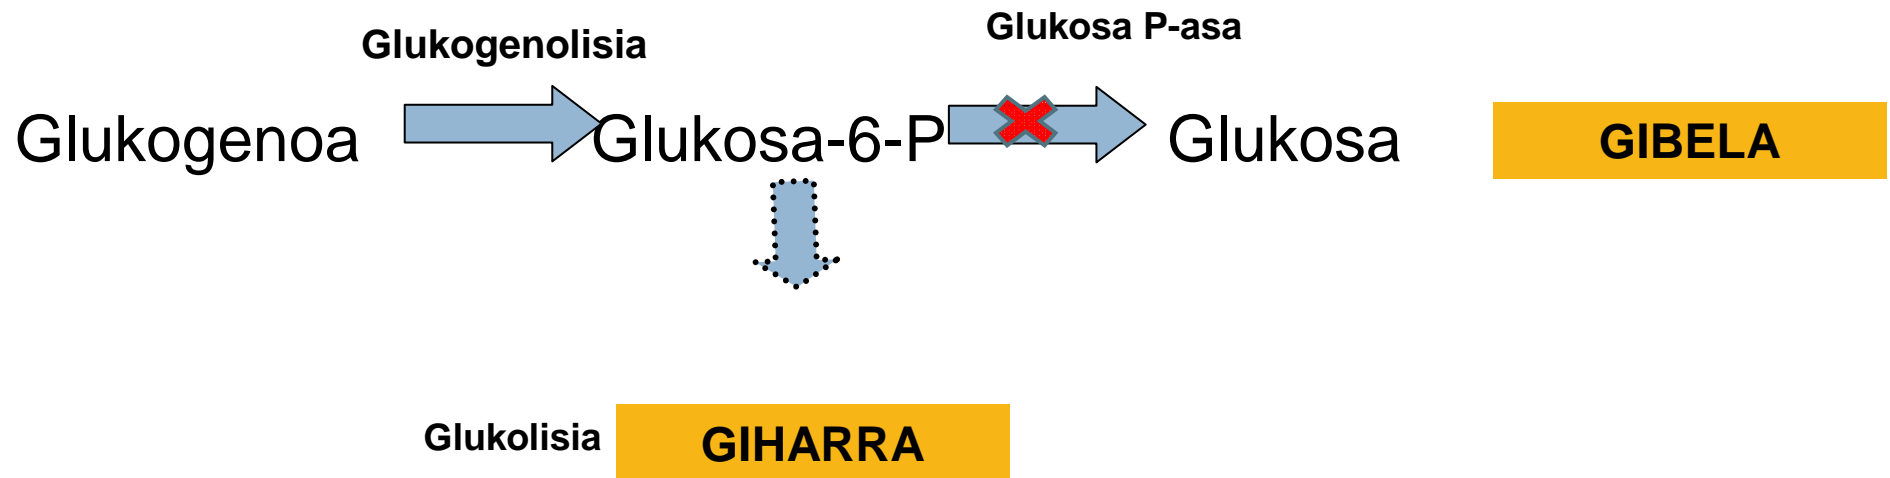 Glukogenolisia
Glukosa P-asa
Glukogenoa
Glukosa-6-P
Glukosa
GIBELA
Glukolisia
GIHARRA